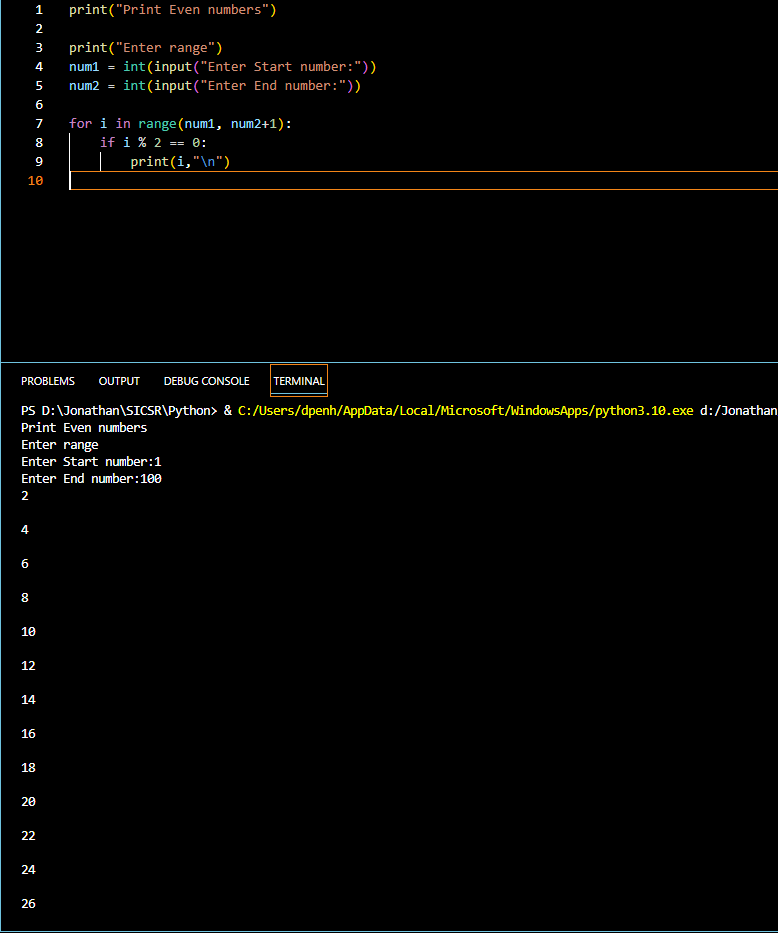 1 print("Print Even numbers")
2
3 print("Enter range")
4 num1 = int(input("Enter Start number:"))
5 num2 = int(input("Enter End number:"))
6
7 for i in range(num1, num2+1):
8     if i % 2 == 0:
9         print(i,"\n")
10
PROBLEMS OUTPUT DEBUG CONSOLE TERMINAL
PS D:\Jonathan\SICSR\Python> & C:/Users/dpenh/AppData/Local/Microsoft/WindowsApps/python3.10.exe d:/Jonathan
Print Even numbers
Enter range
Enter Start number:1
Enter End number:100
2
4
6
8
10
12
14
16
18
20
22
24
26